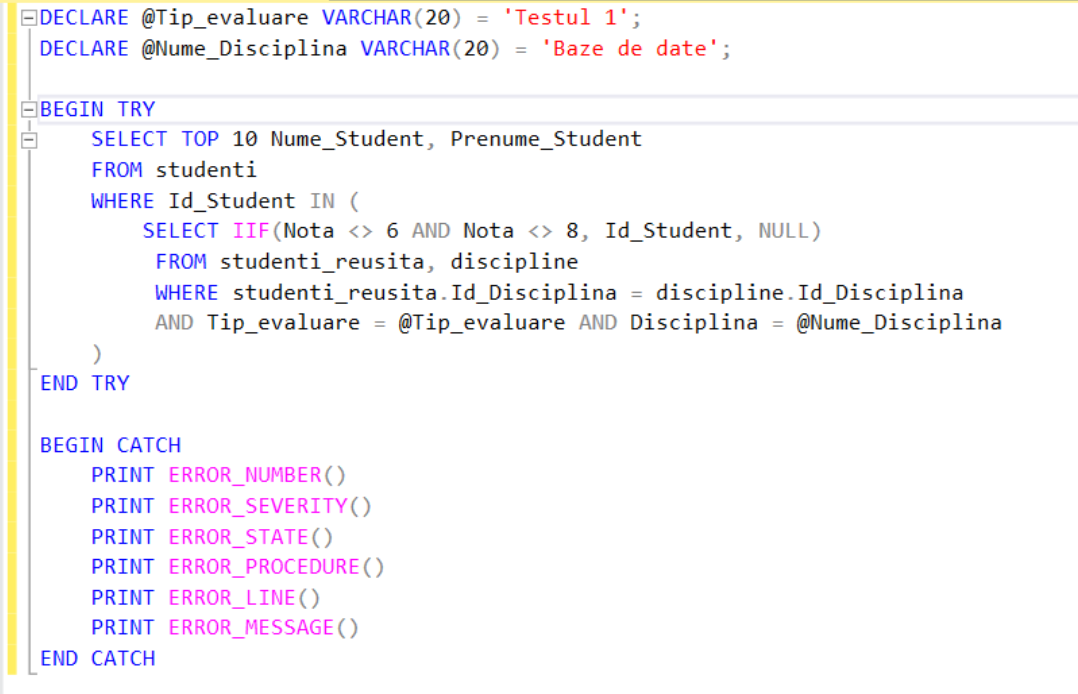 DECLARE @Tip_evaluare VARCHAR(20) = 'Testul 1';
DECLARE @Nume_Disciplina VARCHAR(20) = 'Baze de date';
BEGIN TRY
SELECT TOP 10 Nume_Student, Prenume_Student
FROM studenti
WHERE Id_Student IN (
SELECT IIF(Nota <> 6 AND Nota <> 8, Id_Student, NULL)
FROM studenti_reusita, discipline
WHERE studenti_reusita.Id_Disciplina = discipline.Id_Disciplina
AND Tip_evaluare = @Tip_evaluare AND Disciplina = @Nume_Disciplina
)
END TRY
BEGIN CATCH
PRINT ERROR_NUMBER()
PRINT ERROR_SEVERITY()
PRINT ERROR_STATE()
PRINT ERROR_PROCEDURE()
PRINT ERROR_LINE()
PRINT ERROR_MESSAGE()
END CATCH